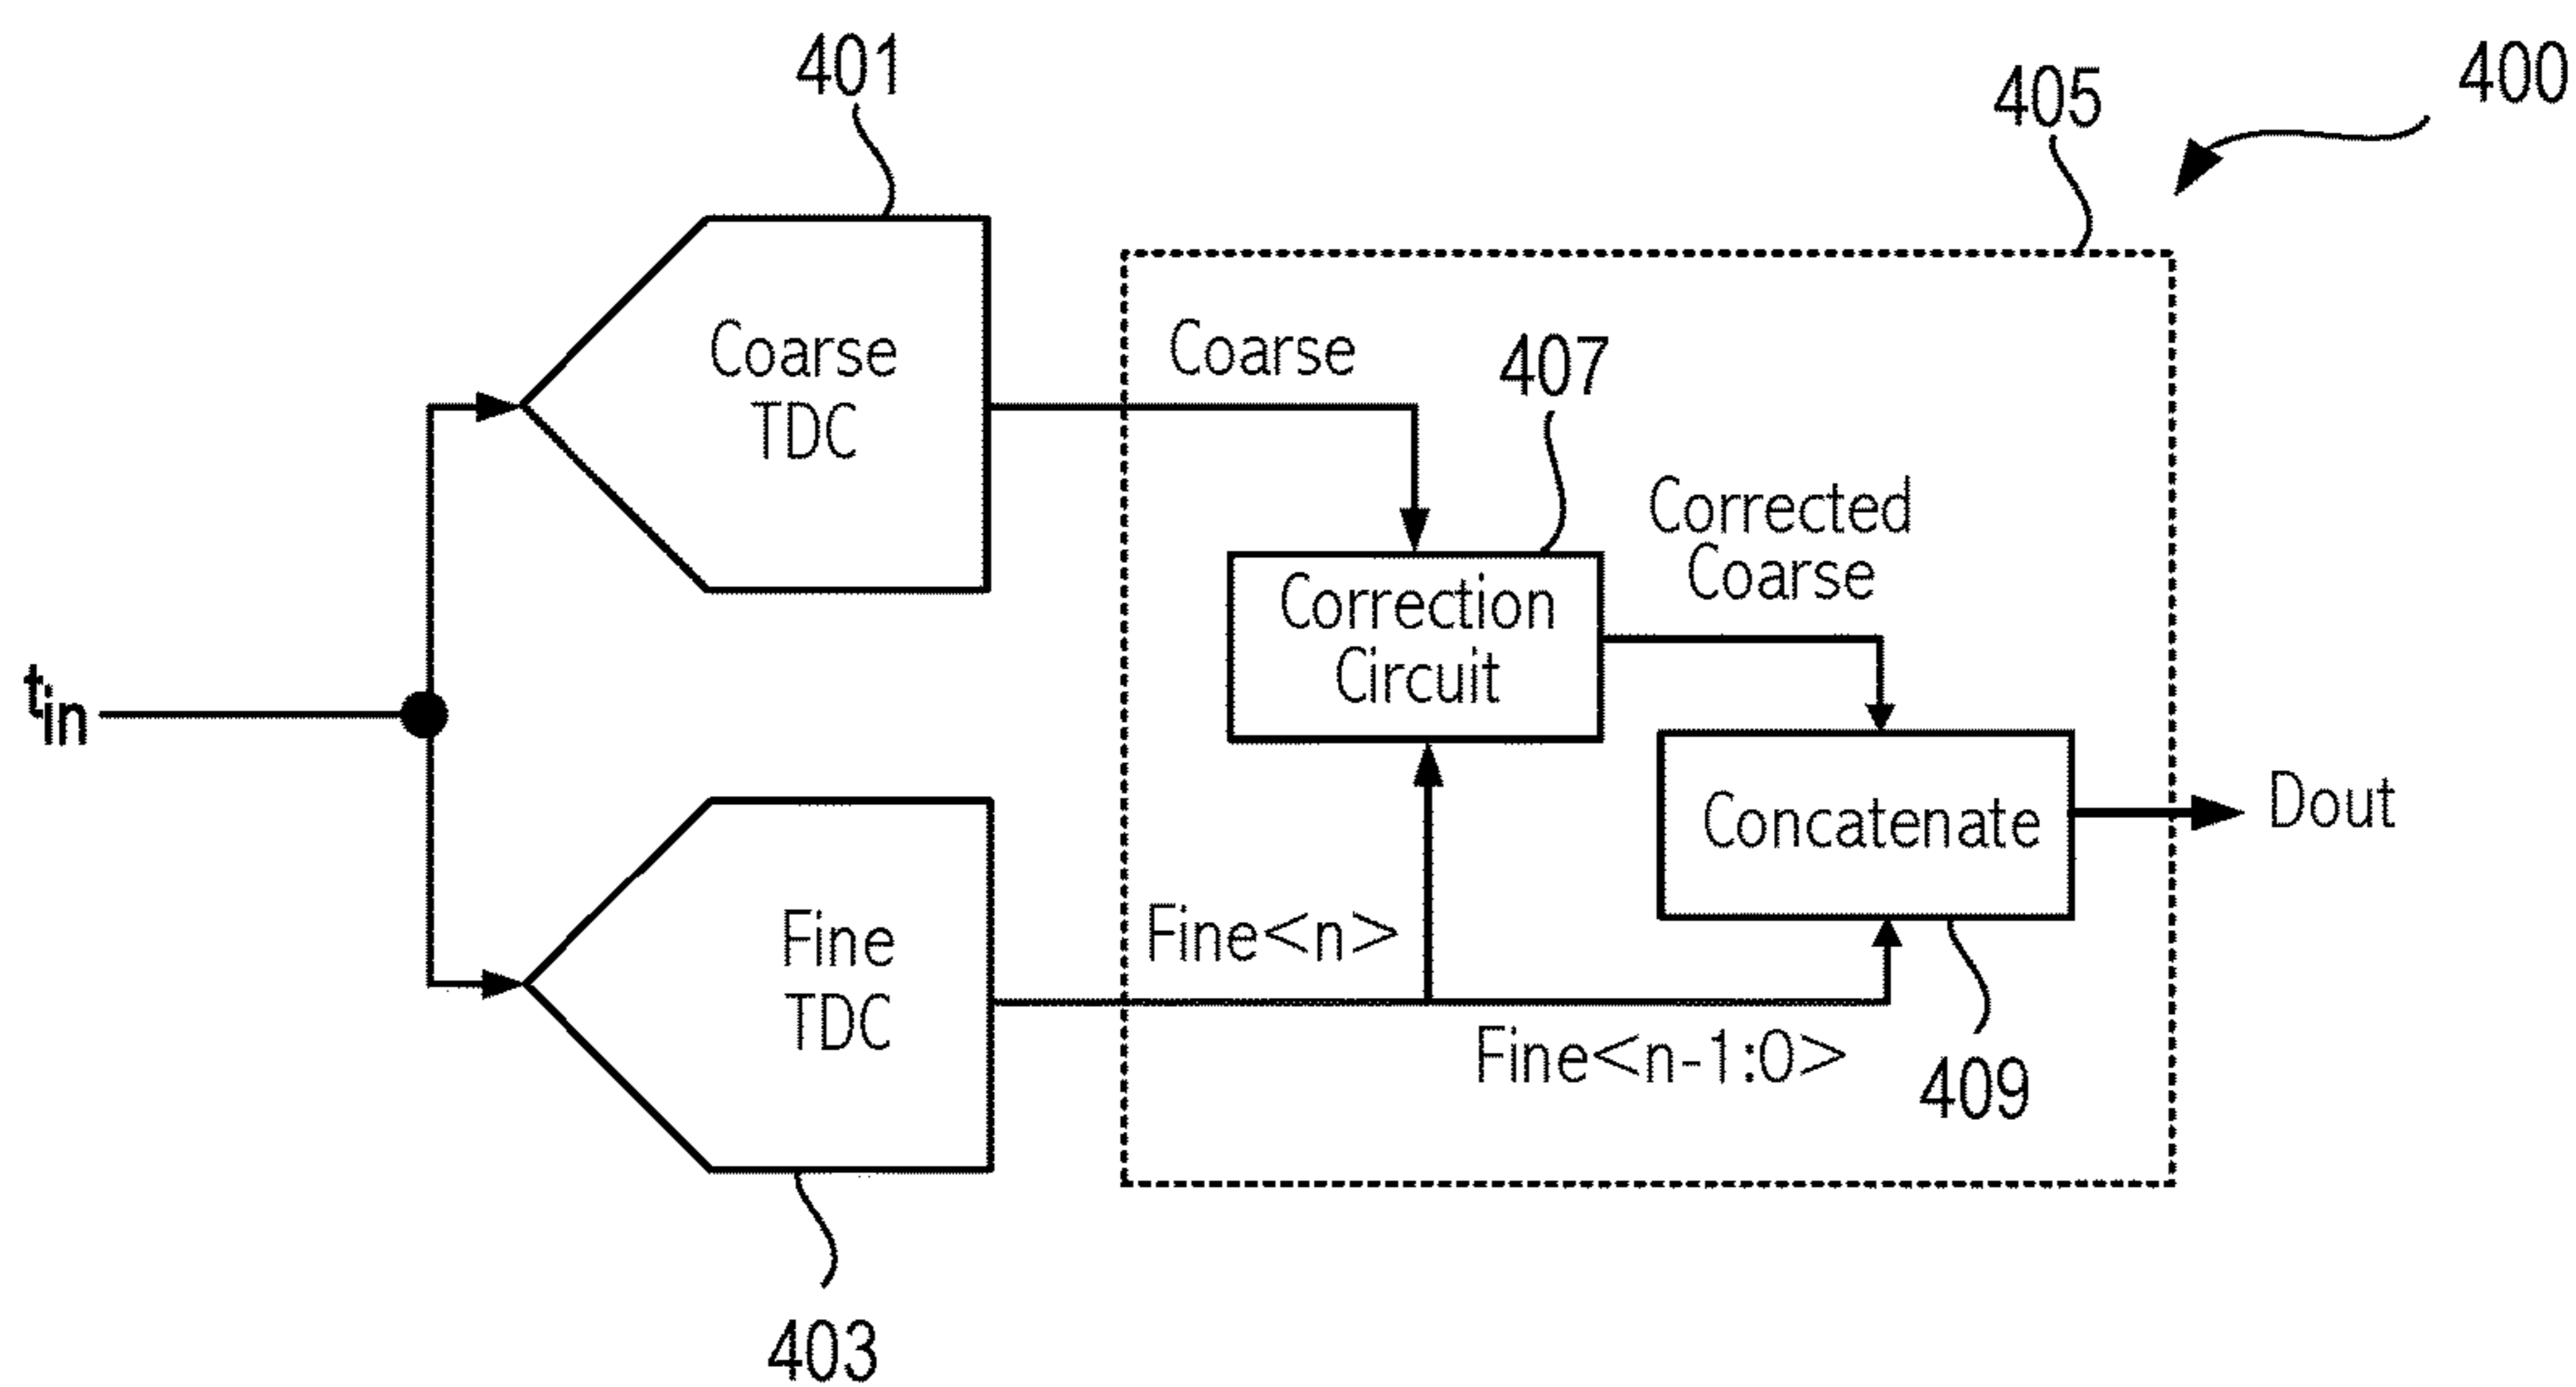 401
400
405
Coarse
TDC
Coarse
407
Corrected
Coarse
Correction
Circuit
tin
Concatenate
Dout
Fine<n>
Fine
TDC
Fine<n-1:0>
409
403